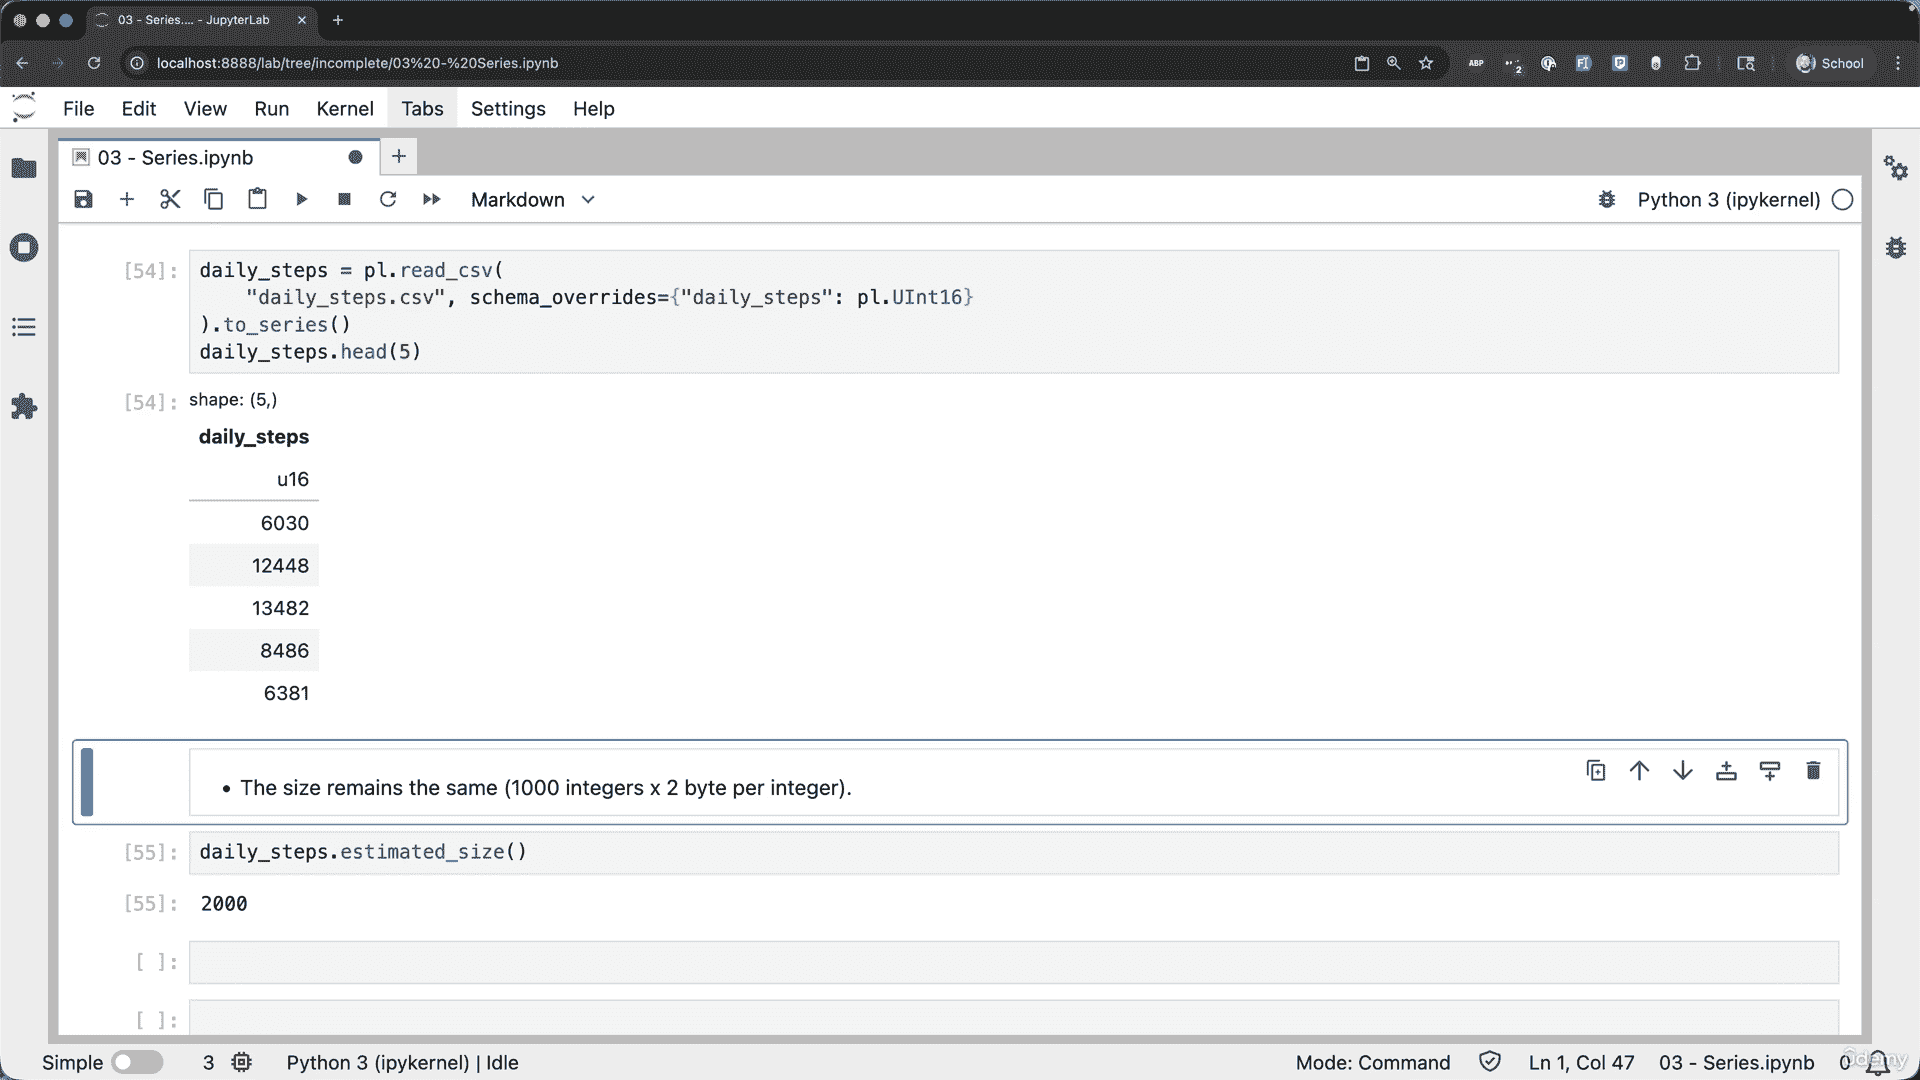 03 - Series.... - JupyterLab
localhost:8888/lab/tree/incomplete/03%20-%20Series.ipynb
ABP
2
School
File Edit View Run Kernel Tabs Settings Help
03 - Series.ipynb
Markdown
Python 3 (ipykernel)
[54]:
daily_steps = pl.read_csv(
"daily_steps.csv", schema_overrides={"daily_steps": pl.UInt16}
).to_series()
daily_steps.head(5)
[54]:
shape: (5,)
daily_steps
u16
6030
12448
13482
8486
6381
• The size remains the same (1000 integers x 2 byte per integer).
[55]: daily_steps.estimated_size()
[55]: 2000
[ ]:
[ ]:
Simple 3 Python 3 (ipykernel) | Idle Mode: Command Ln 1, Col 47 03 - Series.ipynb 0
udemy